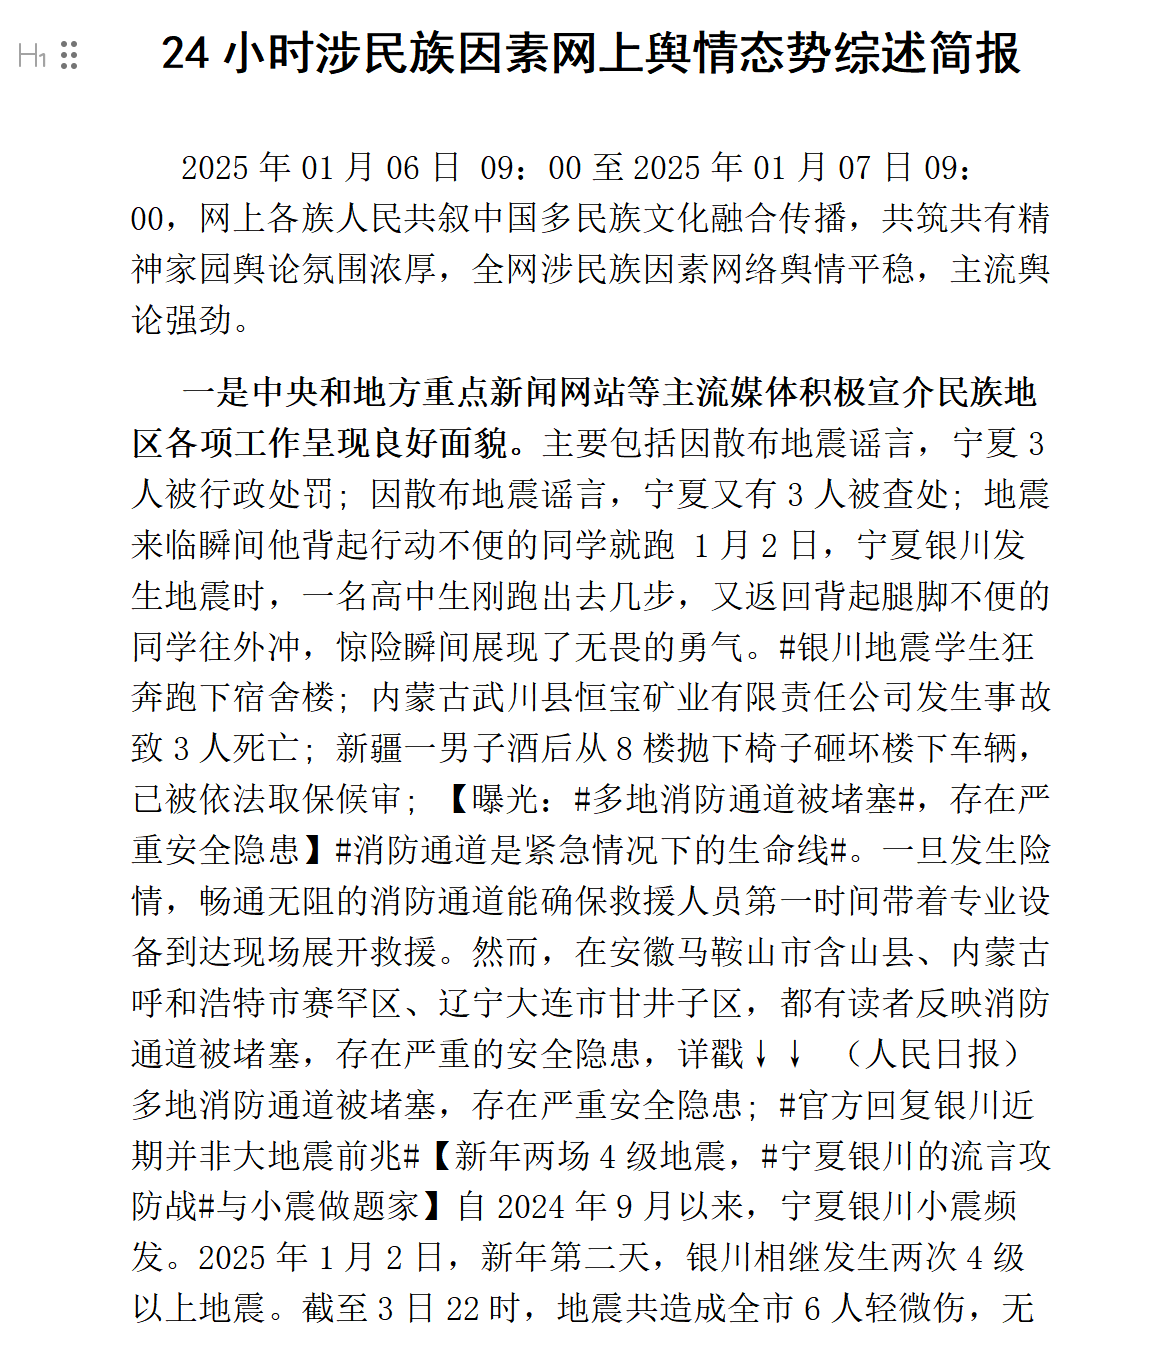 H1
24 小时涉民族因素网上舆情态势综述简报
2025 年 01 月 06 日 09：00 至 2025 年 01 月 07 日 09：
00，网上各族人民共叙中国多民族文化融合传播，共筑共有精
神家园舆论氛围浓厚，全网涉民族因素网络舆情平稳，主流舆
论强劲。
一是中央和地方重点新闻网站等主流媒体积极宣介民族地
区各项工作呈现良好面貌。主要包括因散布地震谣言，宁夏 3
人被行政处罚；因散布地震谣言，宁夏又有 3 人被查处；地震
来临瞬间他背起行动不便的同学就跑 1 月 2 日，宁夏银川发
生地震时，一名高中生刚跑出去几步，又返回背起腿脚不便的
同学往外冲，惊险瞬间展现了无畏的勇气。#银川地震学生狂
奔跑下宿舍楼；内蒙古武川县恒宝矿业有限责任公司发生事故
致 3 人死亡；新疆一男子酒后从 8 楼抛下椅子砸坏楼下车辆，
已被依法取保候审；【曝光：#多地消防通道被堵塞#，存在严
重安全隐患】#消防通道是紧急情况下的生命线#。一旦发生险
情，畅通无阻的消防通道能确保救援人员第一时间带着专业设
备到达现场展开救援。然而，在安徽马鞍山市含山县、内蒙古
呼和浩特市赛罕区、辽宁大连市甘井子区，都有读者反映消防
通道被堵塞，存在严重的安全隐患，详戳↓↓ （人民日报）
多地消防通道被堵塞，存在严重安全隐患；#官方回复银川近
期并非大地震前兆#【新年两场 4 级地震，#宁夏银川的流言攻
防战#与小震做题家】自 2024 年 9 月以来，宁夏银川小震频
发。2025 年 1 月 2 日，新年第二天，银川相继发生两次 4 级
以上地震。截至 3 日 22 时，地震共造成全市 6 人轻微伤，无